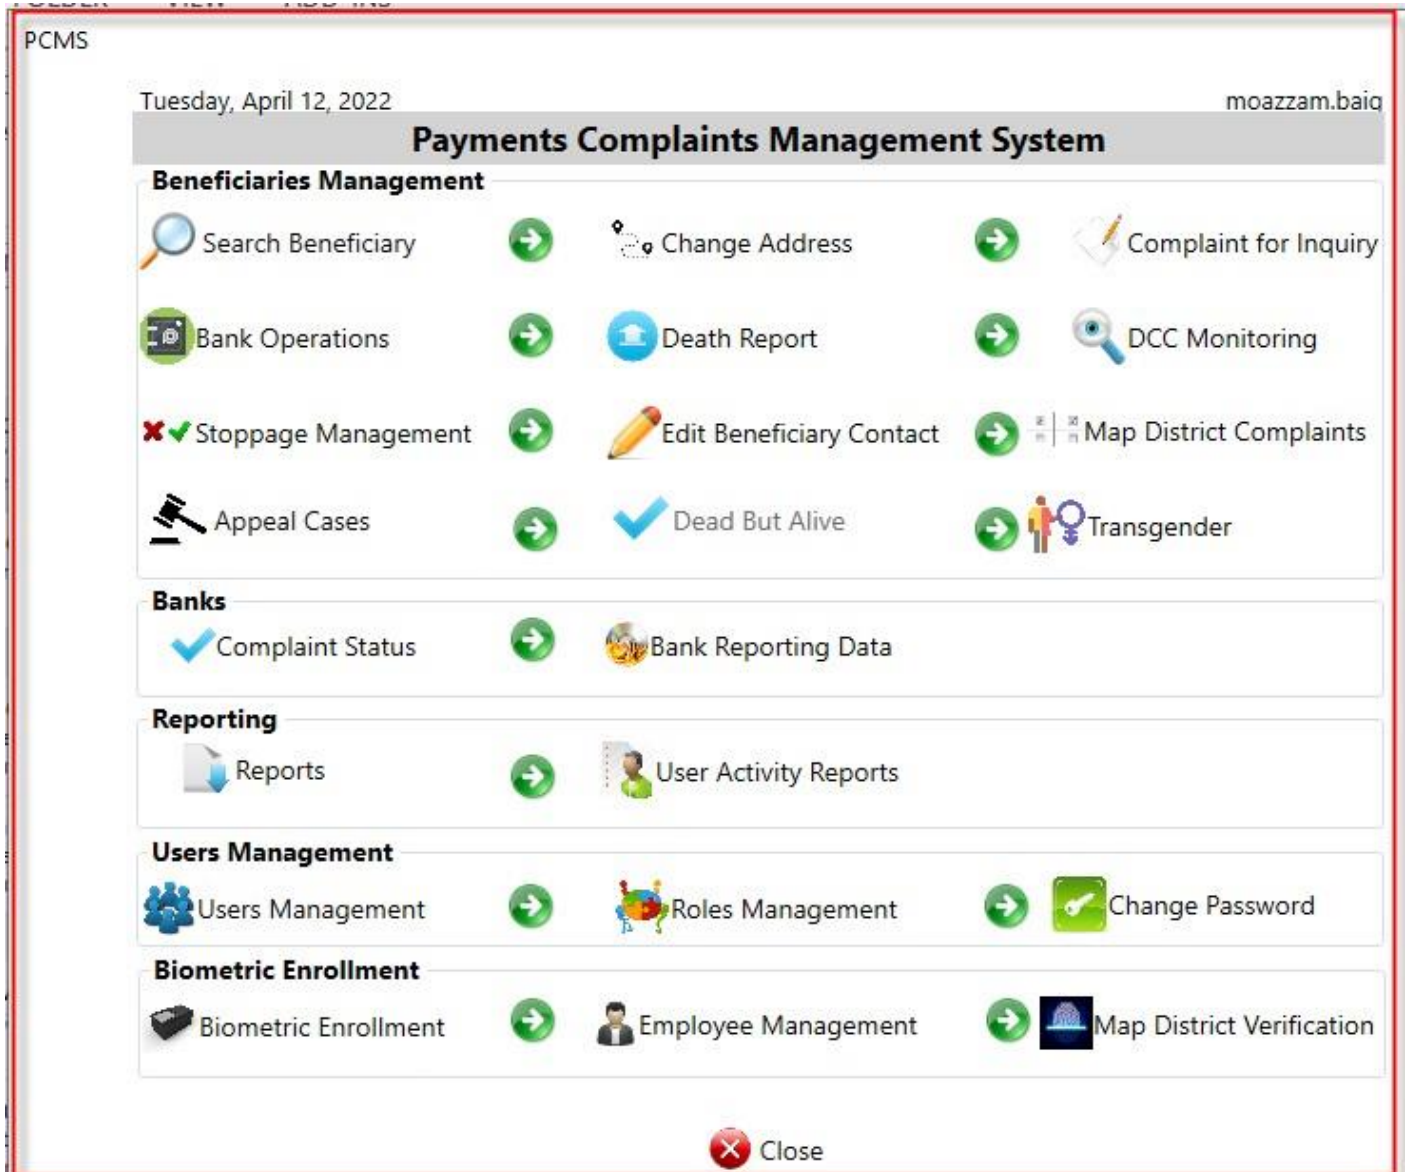 PCMS
Tuesday, April 12, 2022 moazzam.baig
Payments Complaints Management System
Beneficiaries Management
Search Beneficiary Change Address Complaint for Inquiry
Bank Operations Death Report DCC Monitoring
Stoppage Management Edit Beneficiary Contact Map District Complaints
Appeal Cases Dead But Alive Transgender
Banks
Complaint Status Bank Reporting Data
Reporting
Reports User Activity Reports
Users Management
Users Management Roles Management Change Password
Biometric Enrollment
Biometric Enrollment Employee Management Map District Verification
Close